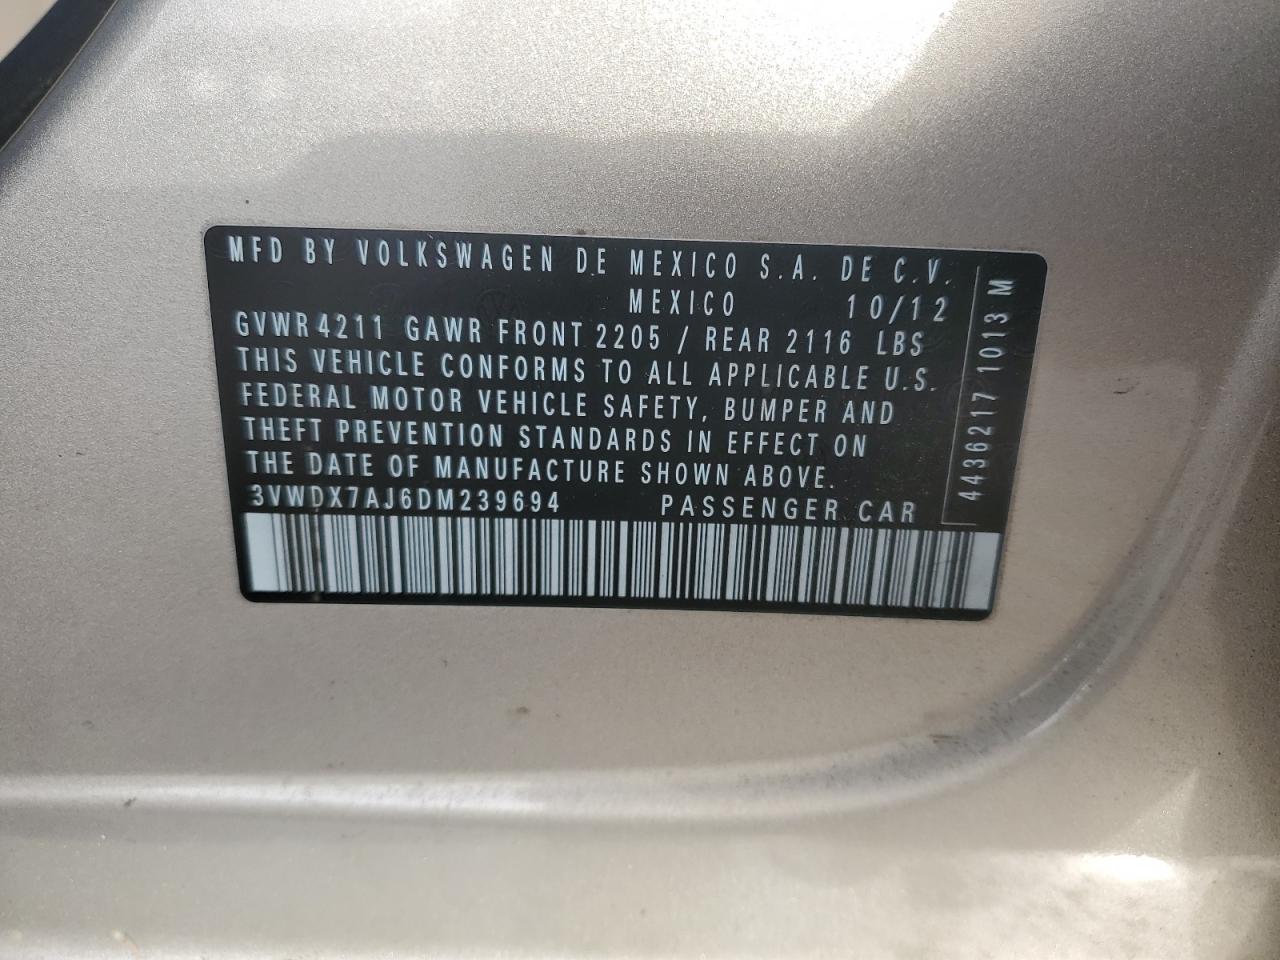 MFD BY VOLKSWAGEN DE MEXICO S.A. DE C.V.
MEXICO 10/12
GVWR 4211 GAWR FRONT 2205 / REAR 2116 LBS
THIS VEHICLE CONFORMS TO ALL APPLICABLE U.S.
FEDERAL MOTOR VEHICLE SAFETY, BUMPER AND
THEFT PREVENTION STANDARDS IN EFFECT ON
THE DATE OF MANUFACTURE SHOWN ABOVE.
3VWDX7AJ6DM239694 PASSENGER CAR
4436217 1013 M